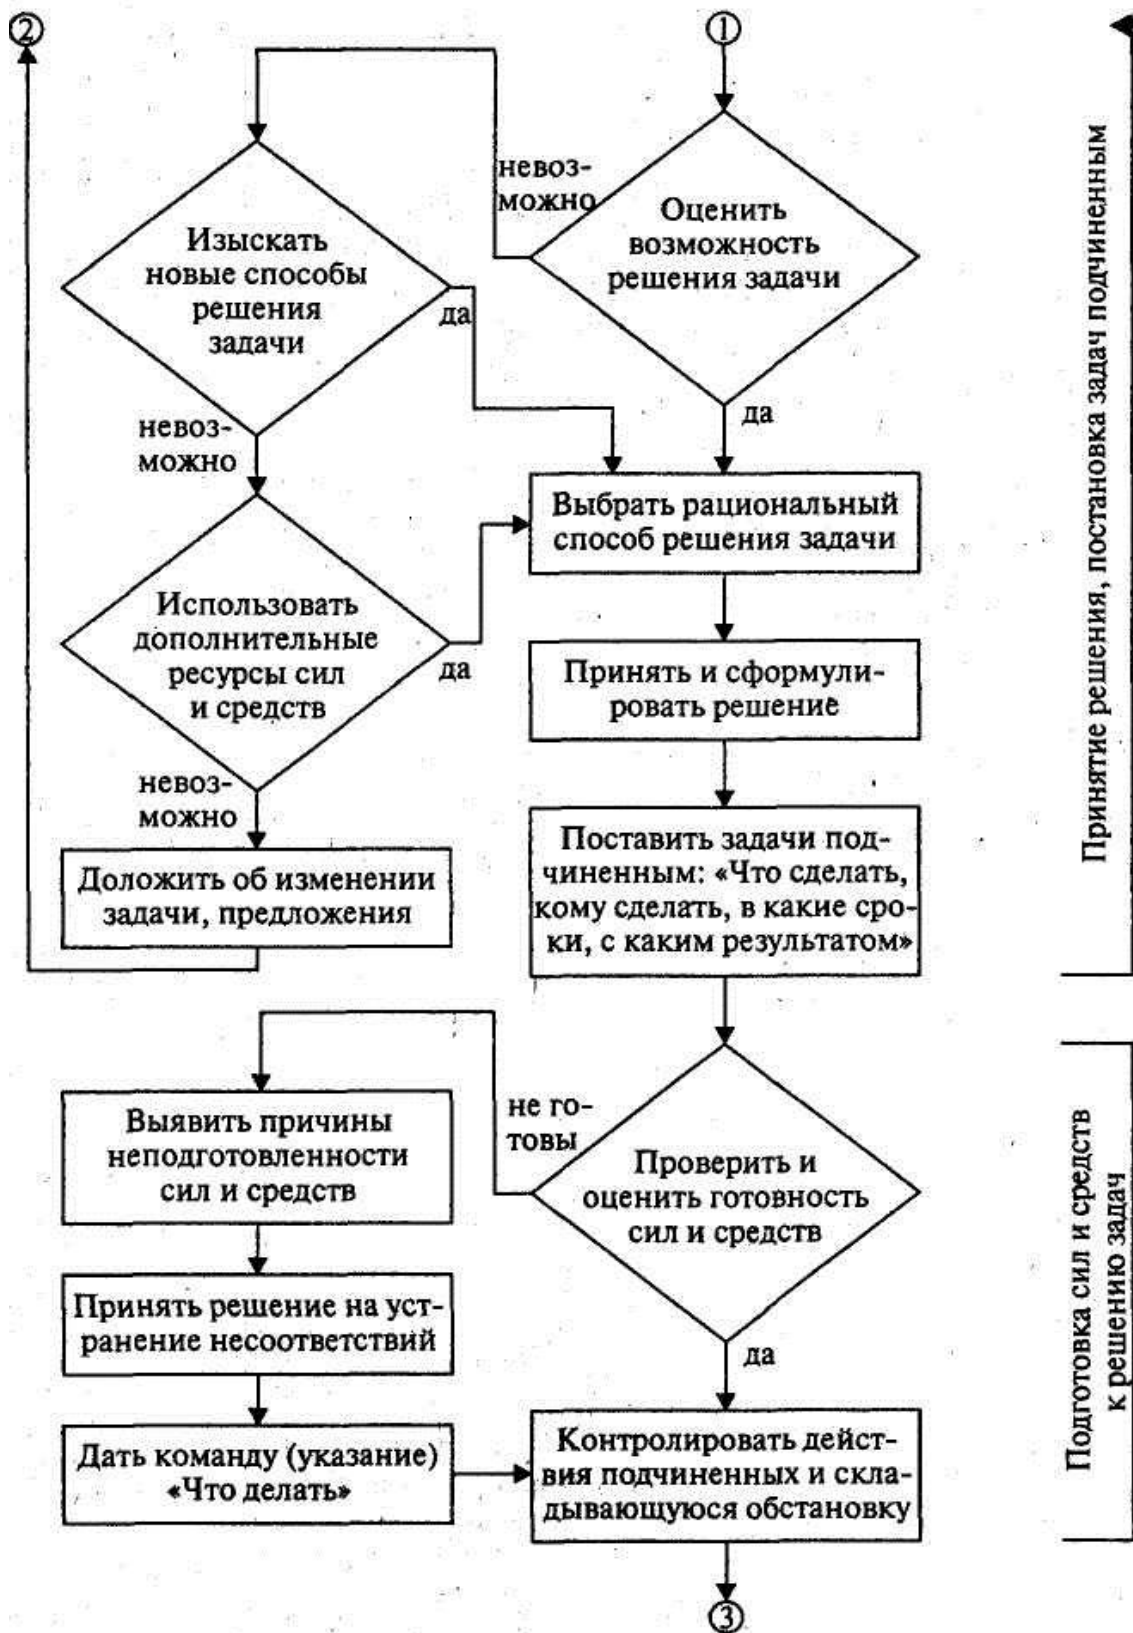 2
1
невоз-
можно
Оценить
возможность
решения задачи
Изыскать
новые способы
решения
задачи
да
да
невоз-
можно
Выбрать рациональный
способ решения задачи
Использовать
дополнительные
ресурсы сил
и средств
да
Принять и сформули-
ровать решение
невоз-
можно
Доложить об изменении
задачи, предложения
Поставить задачи под-
чиненным: «Что сделать,
кому сделать, в какие сро-
ки, с каким результатом»
Принятие решения, постановка задач подчиненным
не го-
товы
Выявить причины
неподготовленности
сил и средств
Проверить и
оценить готовность
сил и средств
Принять решение на уст-
ранение несоответствий
да
Дать команду (указание)
«Что делать»
Контролировать дейст-
вия подчиненных и скла-
дывающуюся обстановку
Подготовка сил и средств
к решению задач
3